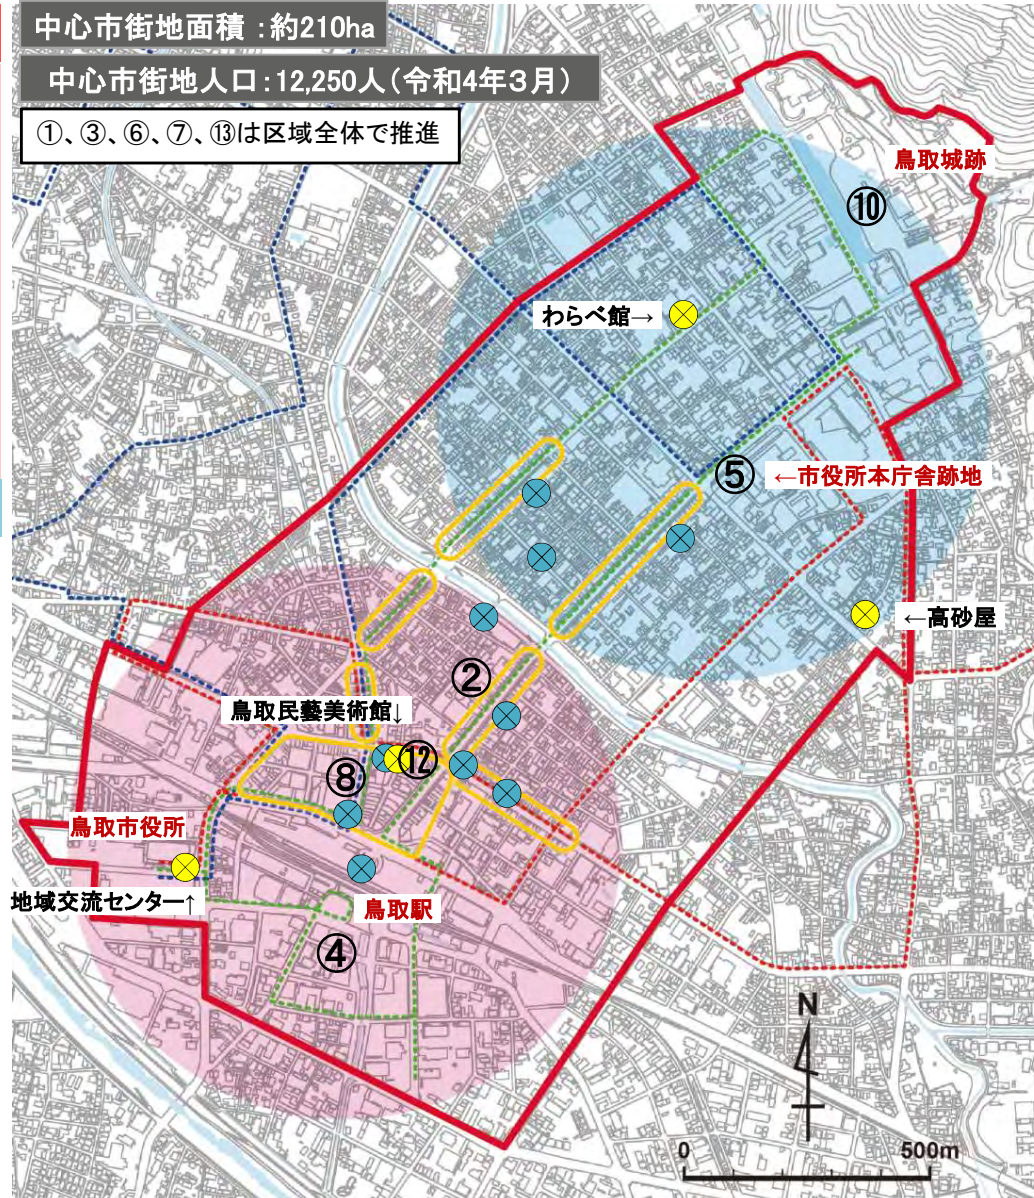 中心市街地面積：約210ha
中心市街地人口：12,250人（令和4年3月）
①、③、⑥、⑦、⑬は区域全体で推進
鳥取城跡
⑩
わらべ館→
⑤
←市役所本庁舎跡地
←高砂屋
②
鳥取民藝美術館↓
⑫
⑧
鳥取市役所
地域交流センター↑
鳥取駅
④
N
0 500m